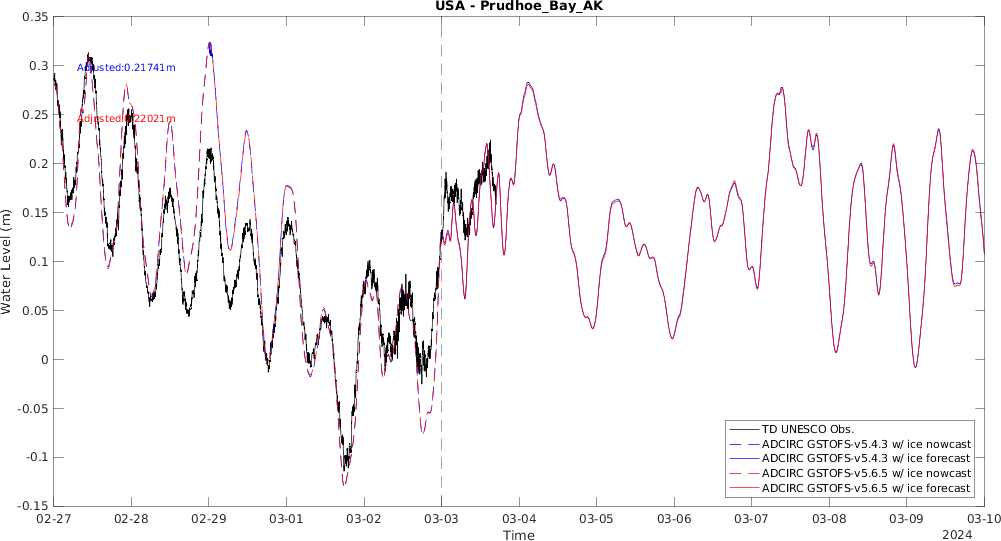 USA - Prudhoe_Bay_AK
0.35
0.3
0.25
0.2
0.15
0.1
0.05
0
-0.05
-0.1
-0.15
Water Level (m)
Adjusted:0.21741m
Adjusted:0.22021m
TD UNESCO Obs.
ADCIRC GSTOFS-v5.4.3 w/ ice nowcast
ADCIRC GSTOFS-v5.4.3 w/ ice forecast
ADCIRC GSTOFS-v5.6.5 w/ ice nowcast
ADCIRC GSTOFS-v5.6.5 w/ ice forecast
02-27 02-28 02-29 03-01 03-02 03-03 03-04 03-05 03-06 03-07 03-08 03-09 03-10
Time
2024